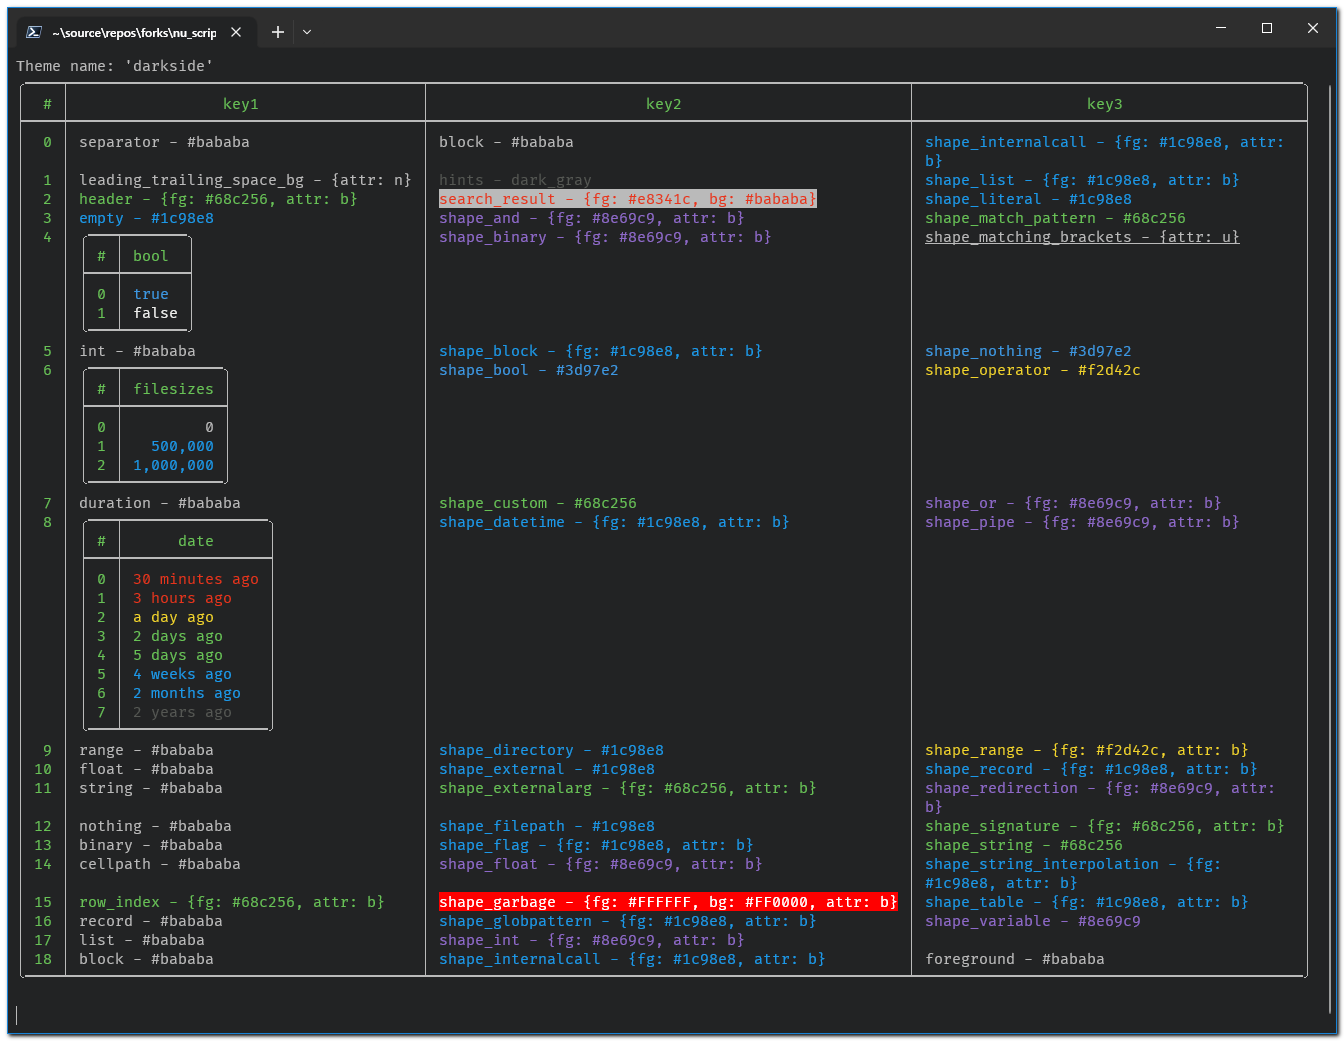 ~\source\repos\forks\nu_scrip
Theme name: 'darkside'
# key1 key2 key3
0 separator - #bababa block - #bababa shape_internalcall - {fg: #1c98e8, attr:
b}
1 leading_trailing_space_bg - {attr: n} hints - dark_gray shape_list - {fg: #1c98e8, attr: b}
2 header - {fg: #68c256, attr: b} search_result - {fg: #e8341c, bg: #bababa} shape_literal - #1c98e8
3 empty - #1c98e8 shape_and - {fg: #8e69c9, attr: b} shape_match_pattern - #68c256
4 shape_binary - {fg: #8e69c9, attr: b} shape_matching_brackets - {attr: u}
# bool
0 true
1 false
5 int - #bababa shape_block - {fg: #1c98e8, attr: b} shape_nothing - #3d97e2
6 shape_bool - #3d97e2 shape_operator - #f2d42c
# filesizes
0 0
1 500,000
2 1,000,000
7 duration - #bababa shape_custom - #68c256 shape_or - {fg: #8e69c9, attr: b}
8 shape_datetime - {fg: #1c98e8, attr: b} shape_pipe - {fg: #8e69c9, attr: b}
# date
0 30 minutes ago
1 3 hours ago
2 a day ago
3 2 days ago
4 5 days ago
5 4 weeks ago
6 2 months ago
7 2 years ago
9 range - #bababa shape_directory - #1c98e8 shape_range - {fg: #f2d42c, attr: b}
10 float - #bababa shape_external - #1c98e8 shape_record - {fg: #1c98e8, attr: b}
11 string - #bababa shape_externalarg - {fg: #68c256, attr: b} shape_redirection - {fg: #8e69c9, attr:
b}
12 nothing - #bababa shape_filepath - #1c98e8 shape_signature - {fg: #68c256, attr: b}
13 binary - #bababa shape_flag - {fg: #1c98e8, attr: b} shape_string - #68c256
14 cellpath - #bababa shape_float - {fg: #8e69c9, attr: b} shape_string_interpolation - {fg:
#1c98e8, attr: b}
15 row_index - {fg: #68c256, attr: b} shape_garbage - {fg: #FFFFFF, bg: #FF0000, attr: b} shape_table - {fg: #1c98e8, attr: b}
16 record - #bababa shape_globpattern - {fg: #1c98e8, attr: b} shape_variable - #8e69c9
17 list - #bababa shape_int - {fg: #8e69c9, attr: b}
18 block - #bababa shape_internalcall - {fg: #1c98e8, attr: b} foreground - #bababa